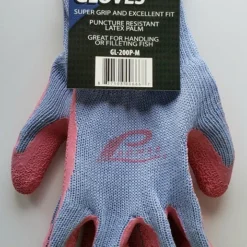 GLOVES
SUPER GRIP AND EXCELLENT FIT
PUNCTURE RESISTANT
LATEX PALM
GREAT FOR HANDLING
OR FILLETING FISH
GL-200P-M